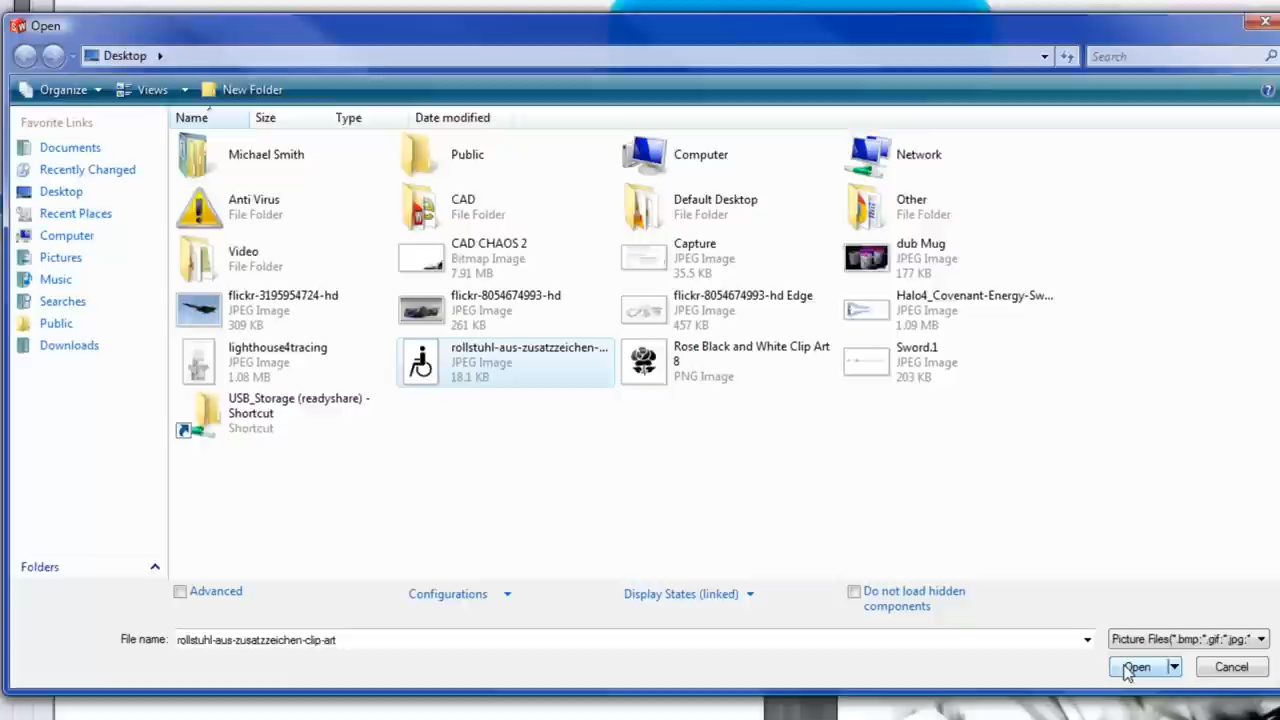 Open
Desktop
Search
Organize Views New Folder
Favorite Links
Documents
Recently Changed
Desktop
Recent Places
Computer
Pictures
Music
Searches
Public
Downloads
Folders
Name Size Type Date modified
Michael Smith
Public
Computer
Network
Anti Virus
File Folder
CAD
File Folder
Default Desktop
File Folder
Other
File Folder
Video
File Folder
CAD CHAOS 2
Bitmap Image
7.91 MB
Capture
JPEG Image
35.5 KB
dub Mug
JPEG Image
177 KB
flickr-3195954724-hd
JPEG Image
309 KB
flickr-8054674993-hd
JPEG Image
261 KB
flickr-8054674993-hd Edge
JPEG Image
457 KB
Halo4_Covenant-Energy-Sw...
JPEG Image
1.09 MB
lighthouse4tracing
JPEG Image
1.08 MB
rollstuhl-aus-zusatzzeichen-...
JPEG Image
18.1 KB
Rose Black and White Clip Art
8
PNG Image
Sword.1
JPEG Image
203 KB
USB_Storage (readyshare) -
Shortcut
Shortcut
Advanced
Configurations
Display States (linked)
Do not load hidden
components
File name: rollstuhl-aus-zusatzzeichen-clip-art
Picture Files(*.bmp;*.gif;*.jpg;*
Open
Cancel